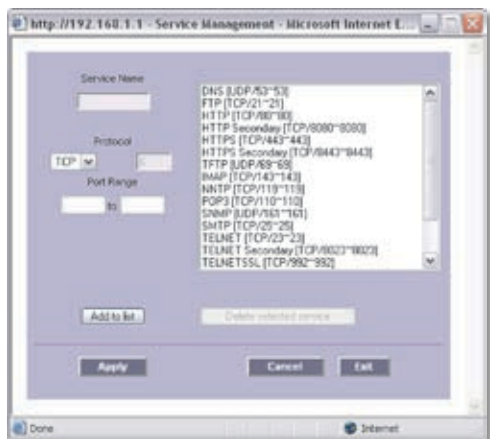 http://192.168.1.1 - Service Management - Microsoft Internet E...
Service Name
Protocol
TCP
Port Range
to
DNS [UDP/53~53]
FTP [TCP/21~21]
HTTP [TCP/80~80]
HTTP Secondary [TCP/8080~8080]
HTTPS [TCP/443~443]
HTTPS Secondary [TCP/8443~8443]
TFTP [UDP/69~69]
IMAP [TCP/143~143]
NNTP [TCP/119~119]
POP3 [TCP/110~110]
SNMP [UDP/161~161]
SMTP [TCP/25~25]
TELNET [TCP/23~23]
TELNET Secondary [TCP/8023~8023]
TELNETSSL [TCP/992~992]
Add to list
Delete selected service
Apply
Cancel
Exit
Done
Internet